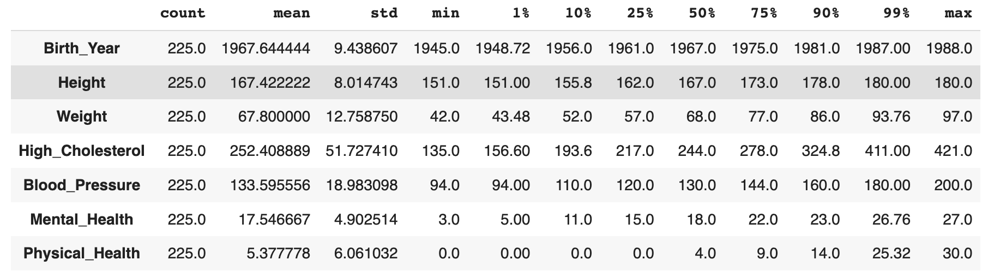 count mean std min 1% 10% 25% 50% 75% 90% 99% max
Birth_Year 225.0 1967.644444 9.438607 1945.0 1948.72 1956.0 1961.0 1967.0 1975.0 1981.0 1987.00 1988.0
Height 225.0 167.422222 8.014743 151.0 151.00 155.8 162.0 167.0 173.0 178.0 180.00 180.0
Weight 225.0 67.800000 12.758750 42.0 43.48 52.0 57.0 68.0 77.0 86.0 93.76 97.0
High_Cholesterol 225.0 252.408889 51.727410 135.0 156.60 193.6 217.0 244.0 278.0 324.8 411.00 421.0
Blood_Pressure 225.0 133.595556 18.983098 94.0 94.00 110.0 120.0 130.0 144.0 160.0 180.00 200.0
Mental_Health 225.0 17.546667 4.902514 3.0 5.00 11.0 15.0 18.0 22.0 23.0 26.76 27.0
Physical_Health 225.0 5.377778 6.061032 0.0 0.00 0.0 0.0 4.0 9.0 14.0 25.32 30.0